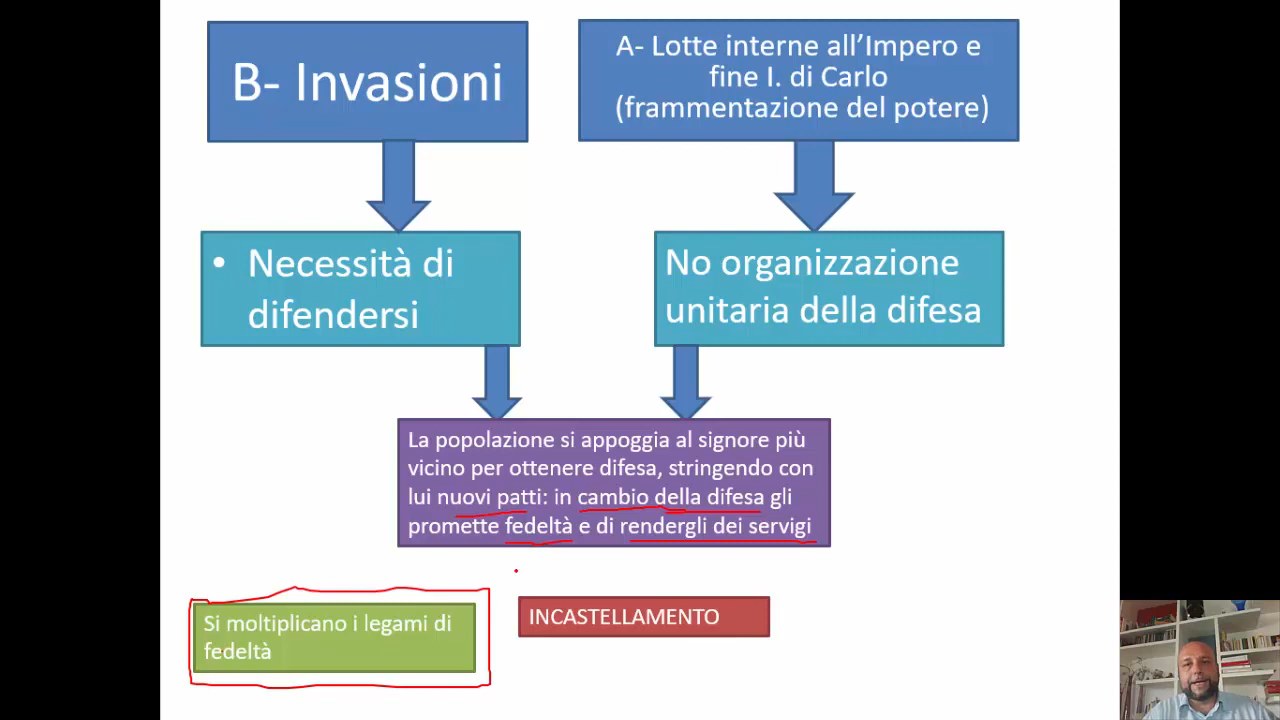 B- Invasioni
A- Lotte interne all’Impero e
fine I. di Carlo
(frammentazione del potere)
• Necessità di
difendersi
No organizzazione
unitaria della difesa
La popolazione si appoggia al signore più
vicino per ottenere difesa, stringendo con
lui nuovi patti: in cambio della difesa gli
promette fedeltà e di rendergli dei servigi
Si moltiplicano i legami di
fedeltà
INCASTELLAMENTO